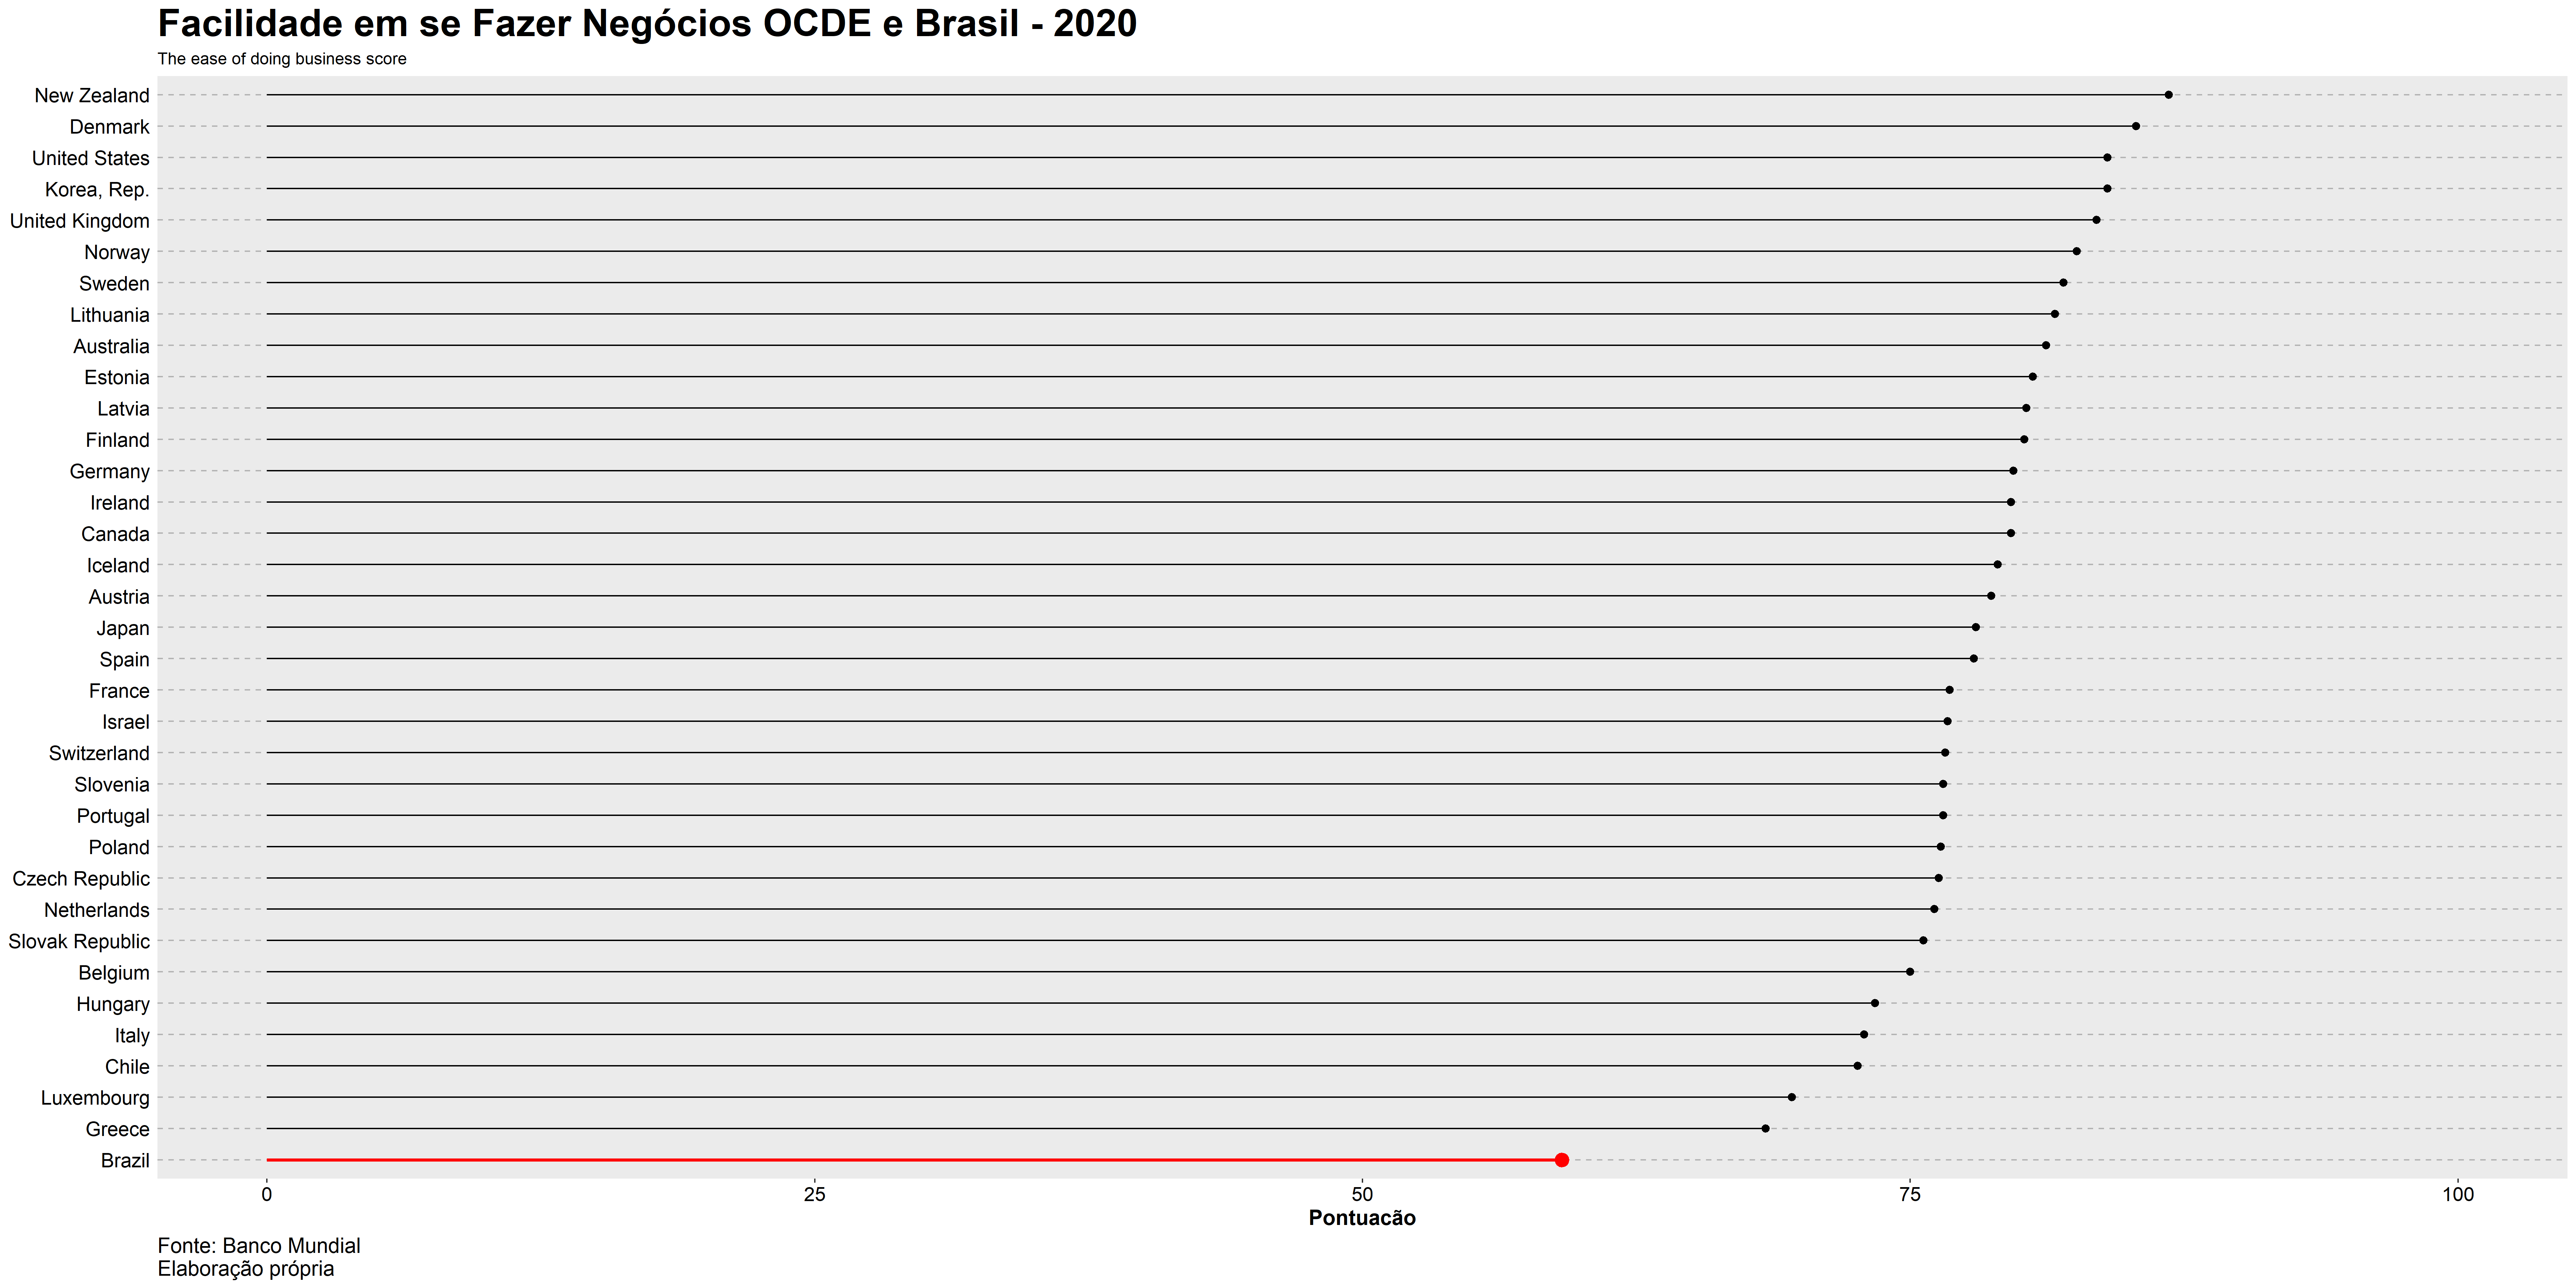 Facilidade em se Fazer Negócios OCDE e Brasil - 2020
The ease of doing business score
New Zealand
Denmark
United States
Korea, Rep.
United Kingdom
Norway
Sweden
Lithuania
Australia
Estonia
Latvia
Finland
Germany
Ireland
Canada
Iceland
Austria
Japan
Spain
France
Israel
Switzerland
Slovenia
Portugal
Poland
Czech Republic
Netherlands
Slovak Republic
Belgium
Hungary
Italy
Chile
Luxembourg
Greece
Brazil
0 25 50 75 100
Pontuacão
Fonte: Banco Mundial
Elaboração própria